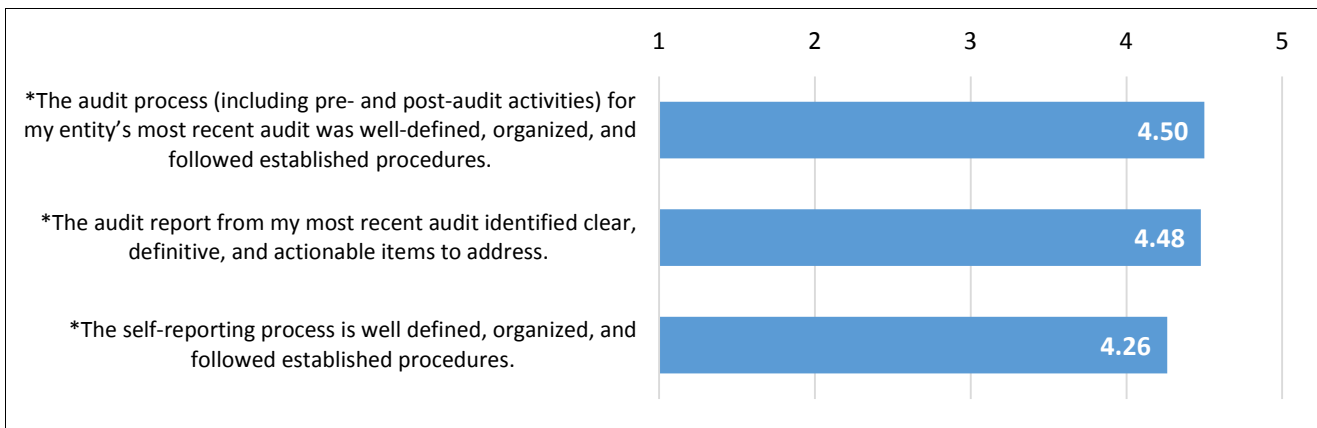 1 2 3 4 5
*The audit process (including pre- and post-audit activities) for
my entity’s most recent audit was well-defined, organized, and
followed established procedures.
4.50
*The audit report from my most recent audit identified clear,
definitive, and actionable items to address.
4.48
*The self-reporting process is well defined, organized, and
followed established procedures.
4.26